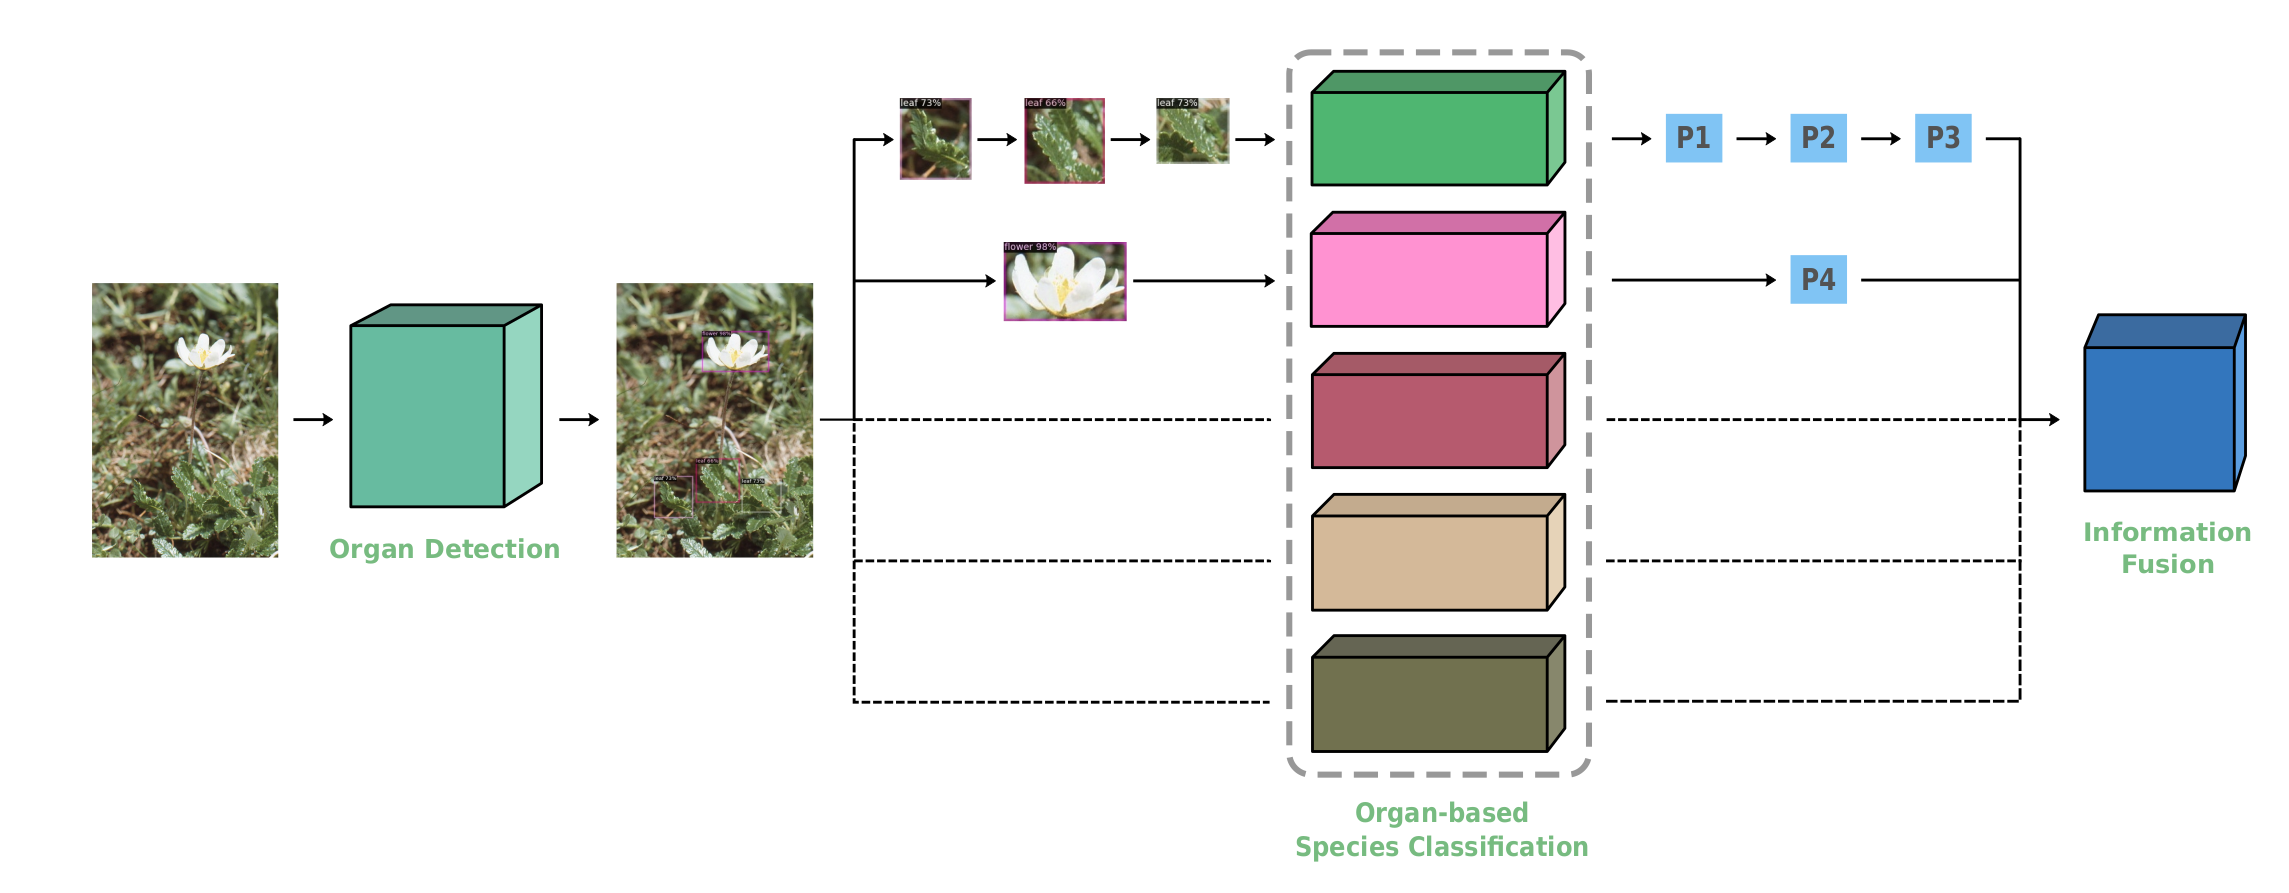 leaf 73%
leaf 66%
leaf 73%
P1
P2
P3
flower 98%
P4
flower 98%
leaf 66%
leaf 73%
leaf 73%
Organ Detection
Information
Fusion
Organ-based
Species Classification